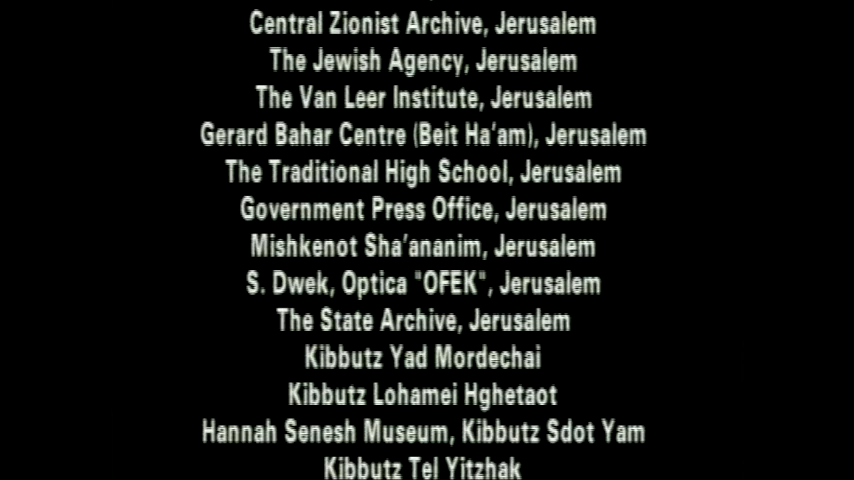 Central Zionist Archive, Jerusalem
The Jewish Agency, Jerusalem
The Van Leer Institute, Jerusalem
Gerard Bahar Centre (Beit Ha'am), Jerusalem
The Traditional High School, Jerusalem
Government Press Office, Jerusalem
Mishkenot Sha'ananim, Jerusalem
S. Dwek, Optica "OFEK", Jerusalem
The State Archive, Jerusalem
Kibbutz Yad Mordechai
Kibbutz Lohamei Hghetaot
Hannah Senesh Museum, Kibbutz Sdot Yam
Kibbutz Tel Yitzhak